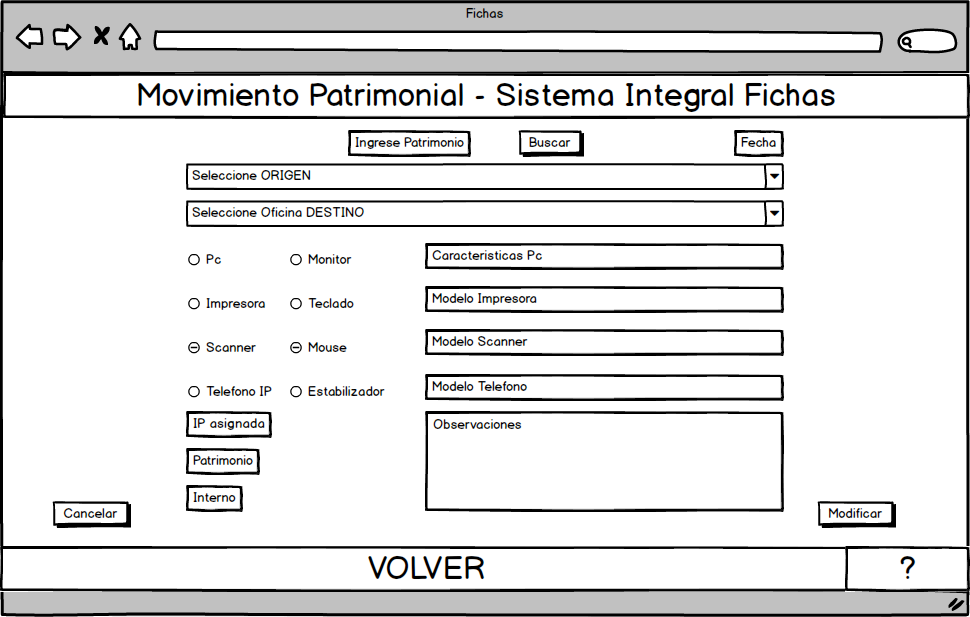 Fichas
Movimiento Patrimonial - Sistema Integral Fichas
Ingrese Patrimonio Buscar Fecha
Seleccione ORIGEN
Seleccione Oficina DESTINO
Pc Monitor Caracteristicas Pc
Impresora Teclado Modelo Impresora
Scanner Mouse Modelo Scanner
Telefono IP Estabilizador Modelo Telefono
IP asignada Observaciones
Patrimonio
Interno
Cancelar Modificar
VOLVER ?